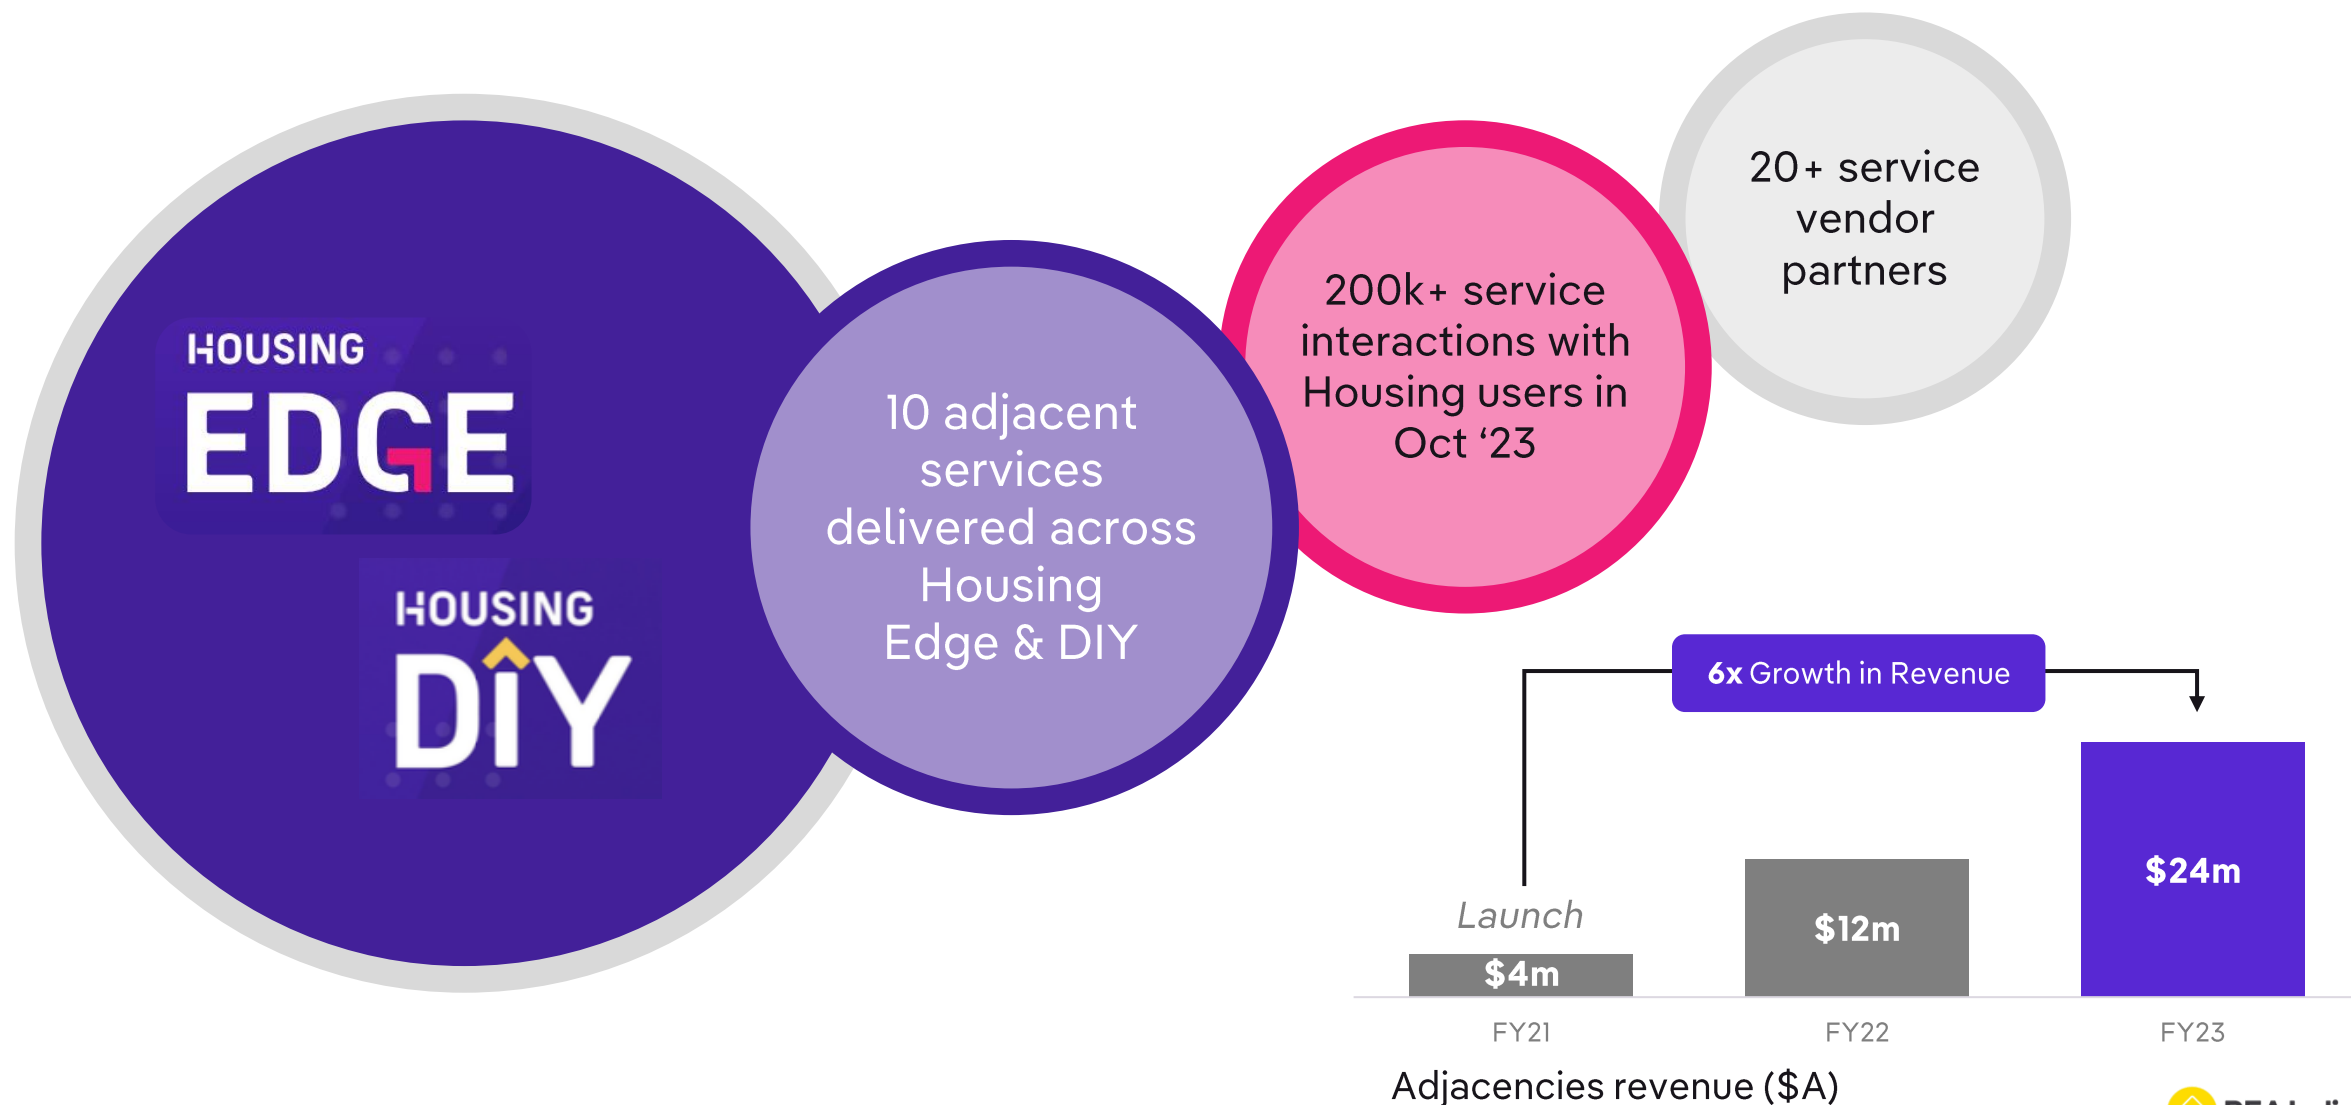 HOUSING
EDGE
HOUSING
DIY
10 adjacent
services
delivered across
Housing
Edge & DIY
200k+ service
interactions with
Housing users in
Oct ‘23
20+ service
vendor
partners
6x Growth in Revenue
Launch
$4m
$12m
$24m
FY21
FY22
FY23
Adjacencies revenue ($A)